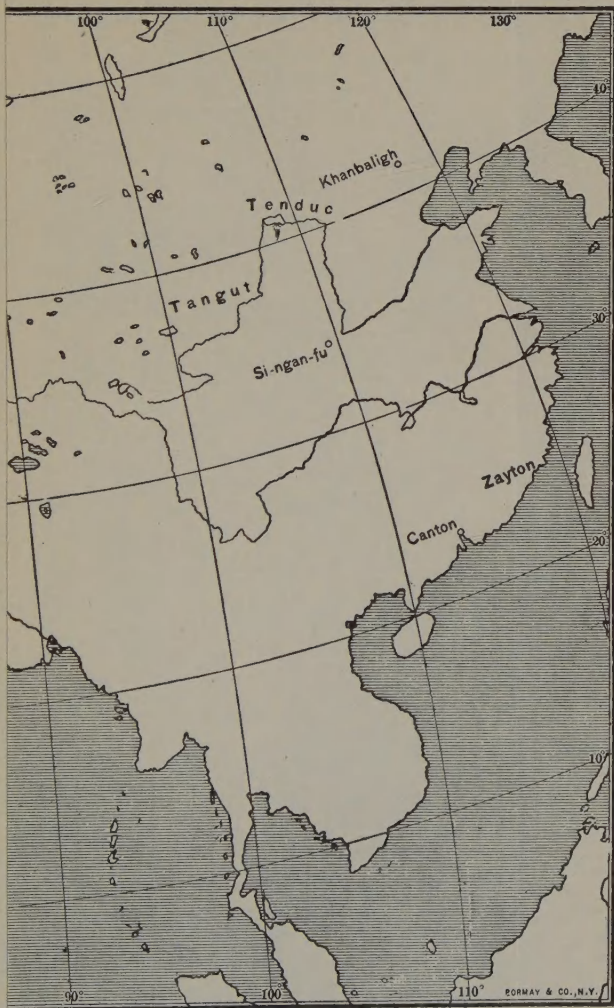 100° 110° 120° 130°
40°
Khanbaligh
Tenduc
Tangut
30°
Si-ngan-fu
Zayton
Canton
20°
10°
90° 100° 110°
BORMAY & CO., N.Y.